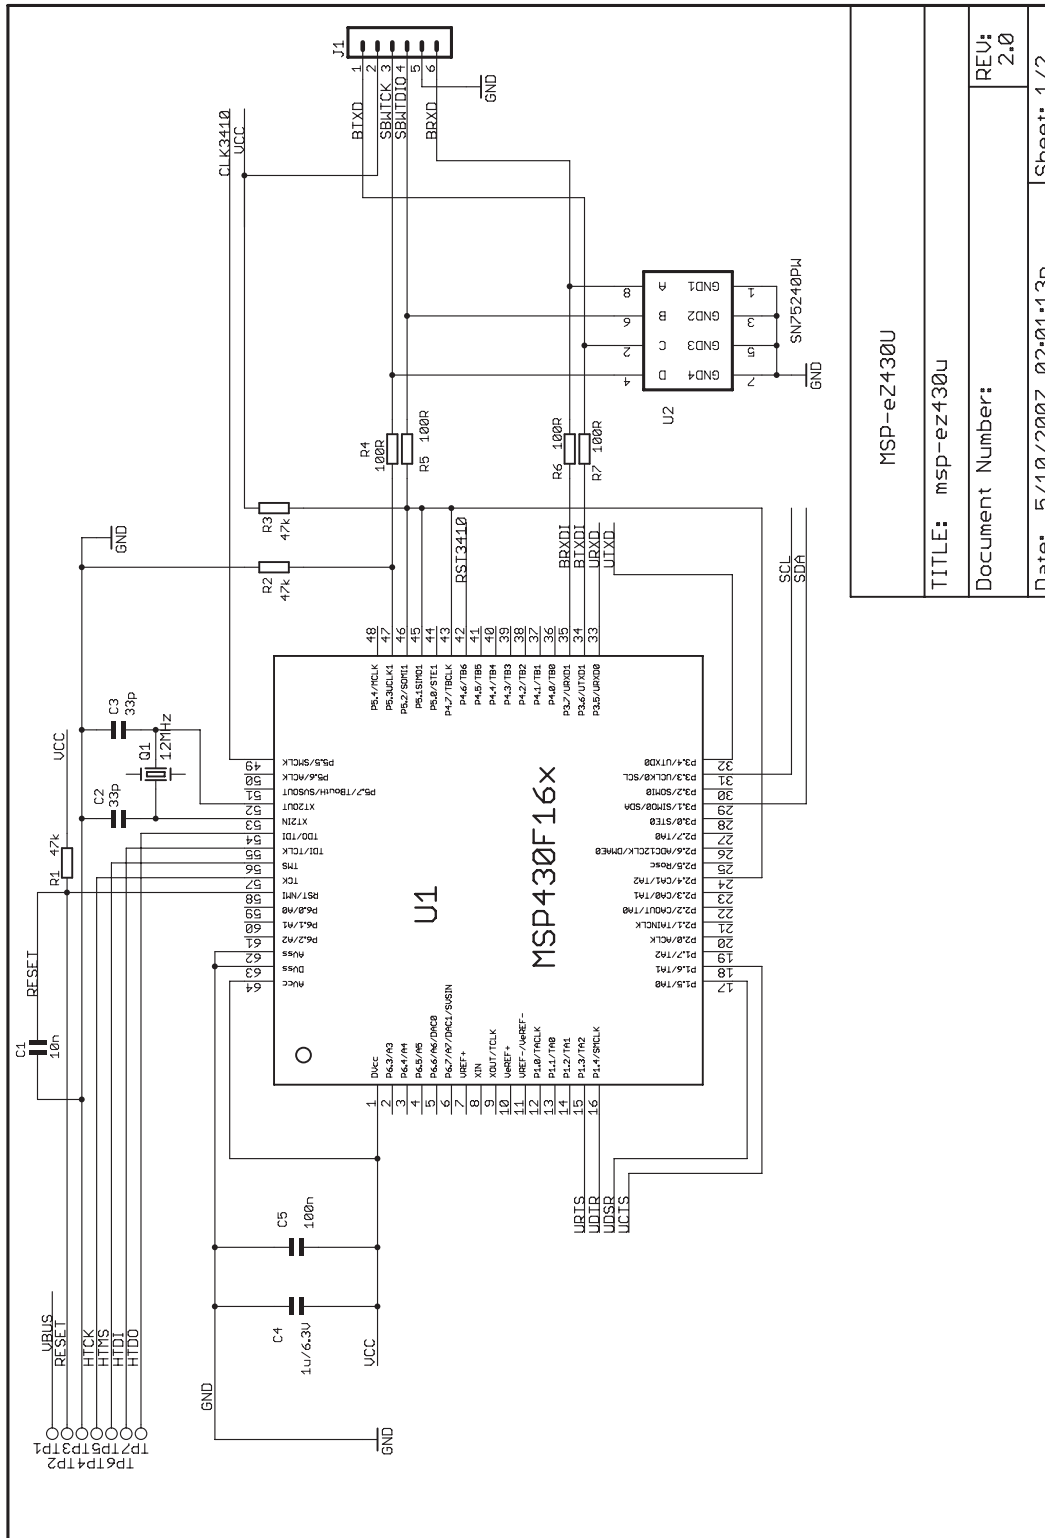 J1
1
2
3
4
5
6
BTXD
SBWTCK
SBWTDIO
BRXD
GND
CLK3410
VCC
8
6
2
4
A
B
C
D
GND1
GND2
GND3
GND4
1
3
5
7
SN75240PW
U2
GND
R4
100R
R5
100R
R6
100R
R7
100R
R3
47k
R2
47k
GND
RST3410
BRXDI
BTXDI
URXD
UTXD
SCL
SDA
C3
33p
C2
33p
Q1
12MHz
VCC
R1
47k
RESET
C1
10n
48
47
46
45
44
43
42
41
40
39
38
37
36
35
34
33
P5.4/MCLK
P5.3UCLK1
P5.2/SOMI1
P5.1SIMO1
P5.0/STE1
P4.7/TBCLK
P4.6/TB6
P4.5/TB5
P4.4/TB4
P4.3/TB3
P4.2/TB2
P4.1/TB1
P4.0/TB0
P3.7/URXD1
P3.6/UTXD1
P3.5/URXD0
49
50
51
52
53
54
55
56
57
58
59
60
61
62
63
64
P5.5/SMCLK
P5.6/ACLK
P5.7/TBoutH/SVSOUT
XT2OUT
XT2IN
TDO/TDI
TDI/TCLK
TMS
TCK
RST/NMI
P6.0/A0
P6.1/A1
P6.2/A2
AVss
DVss
AVcc
U1
MSP430F16x
P3.4/UTXD0
P3.3/UCLK0/SCL
P3.2/SOMI0
P3.1/SIMO0/SDA
P3.0/STE0
P2.7/TA0
P2.6/ADC12CLK/DMAE0
P2.5/Rosc
P2.4/CA1/TA2
P2.3/CA0/TA1
P2.2/CAOUT/TA0
P2.1/TAINCLK
P2.0/ACLK
P1.7/TA2
P1.6/TA1
P1.5/TA0
32
31
30
29
28
27
26
25
24
23
22
21
20
19
18
17
DVcc
P6.3/A3
P6.4/A4
P6.5/A5
P6.6/A6/DAC0
P6.7/A7/DAC1/SVSIN
VREF+
XIN
XOUT/TCLK
VeREF+
VREF-/VeREF-
P1.0/TACLK
P1.1/TA0
P1.2/TA1
P1.3/TA2
P1.4/SMCLK
1
2
3
4
5
6
7
8
9
10
11
12
13
14
15
16
URTS
UDTR
UDSR
UCTS
C5
100n
C4
1u/6.3V
VCC
GND
GND
VBUS
RESET
HTCK
HTMS
HTDI
HTDO
TP1
TP2
TP3
TP4
TP5
TP6
TP7
MSP-eZ430U
TITLE: msp-ez430u
Document Number:
REV:
2.0
Date: 5/10/2007 02:01:13p
Sheet: 1/2